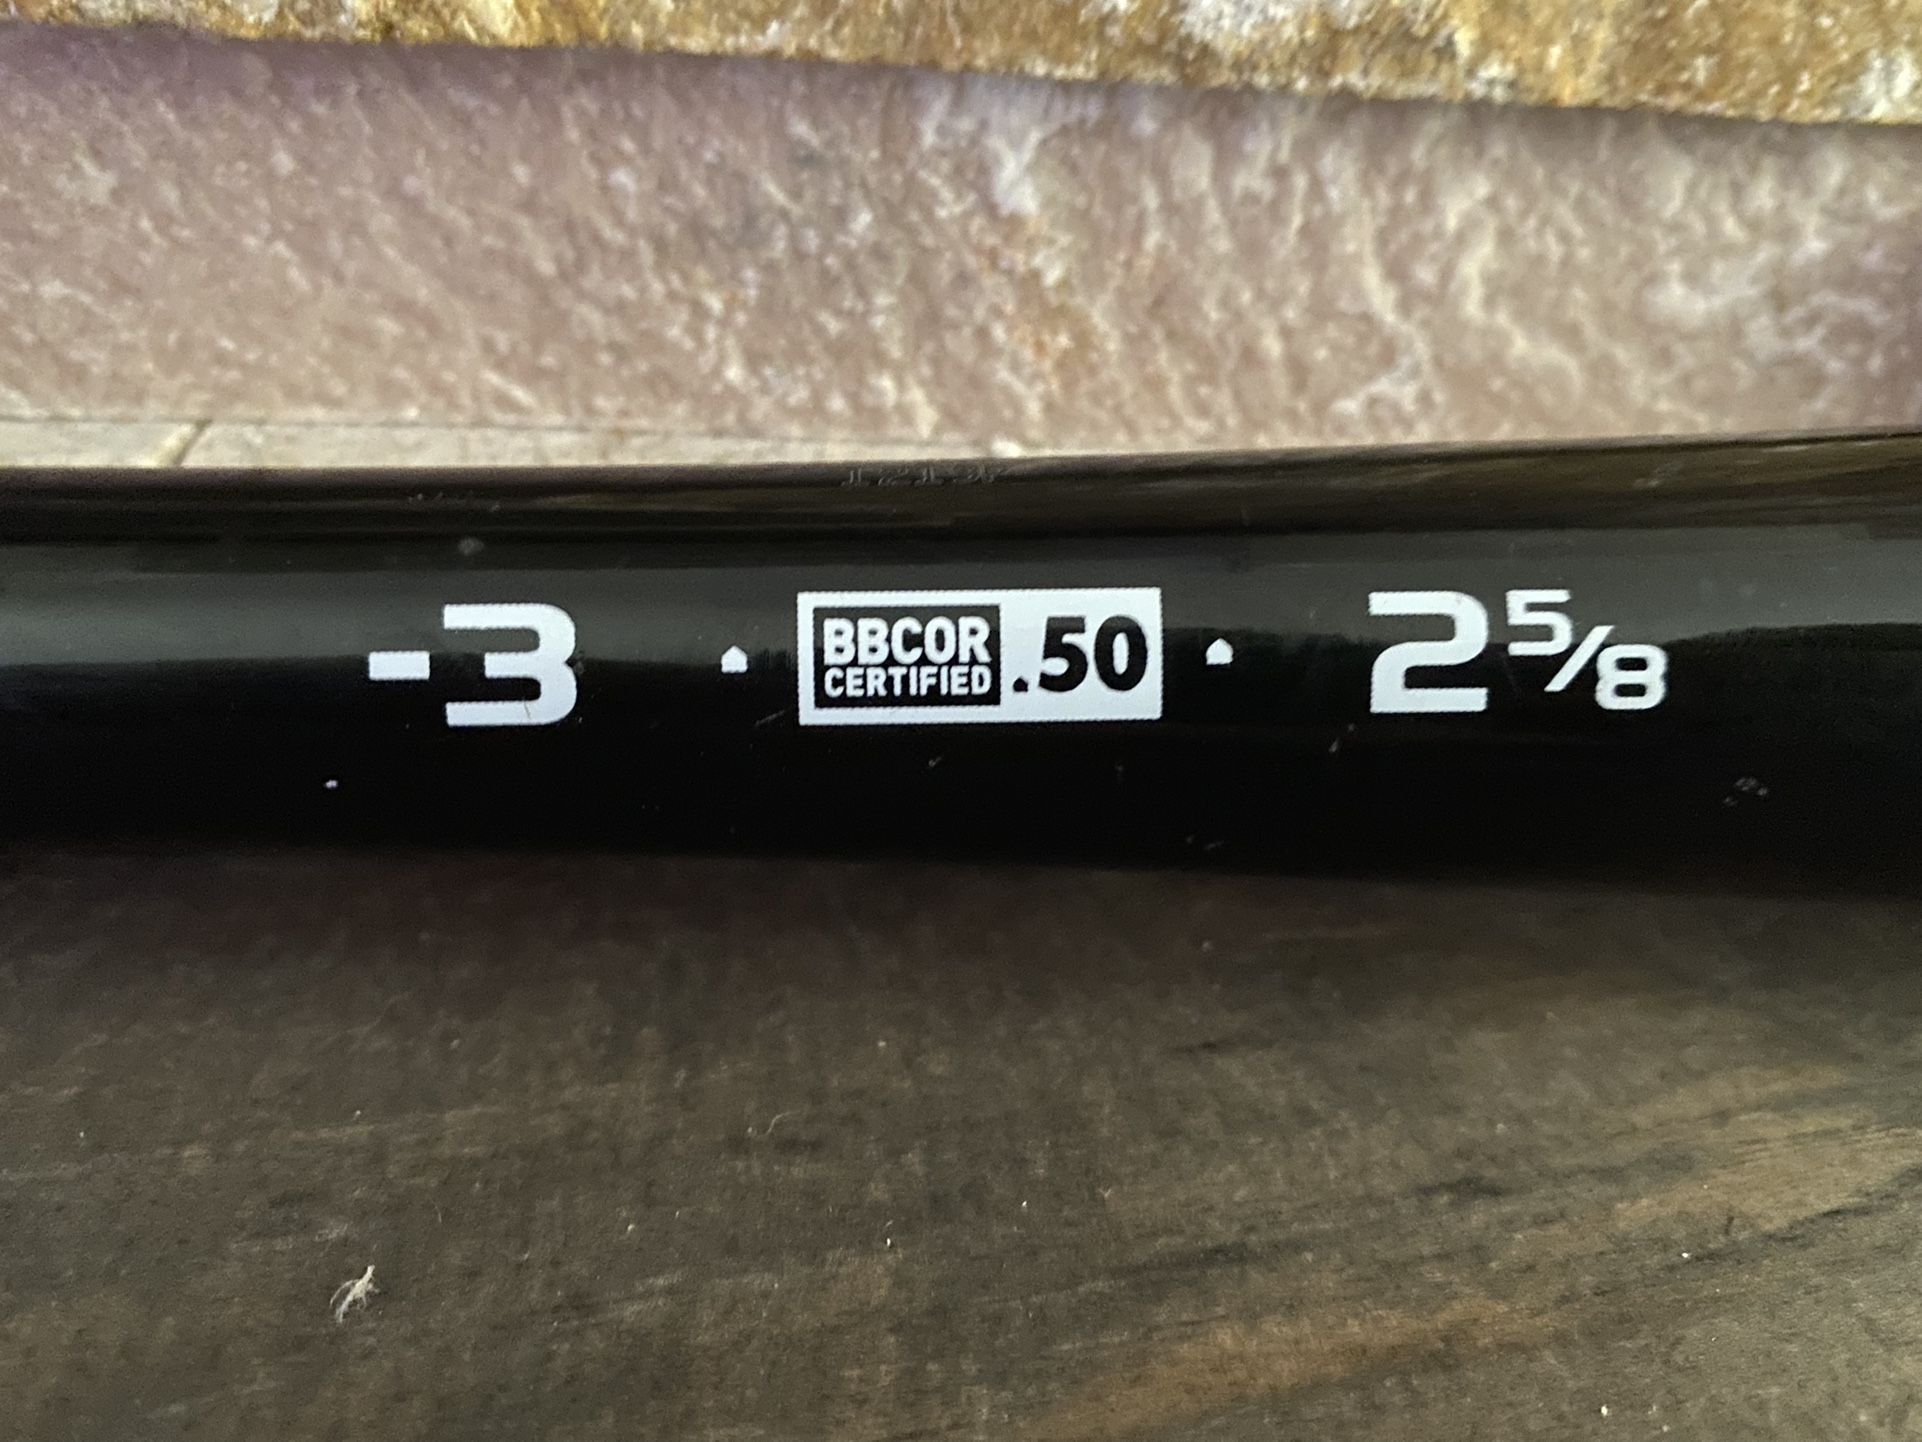 -3 BBCOR CERTIFIED .50 2 5/8